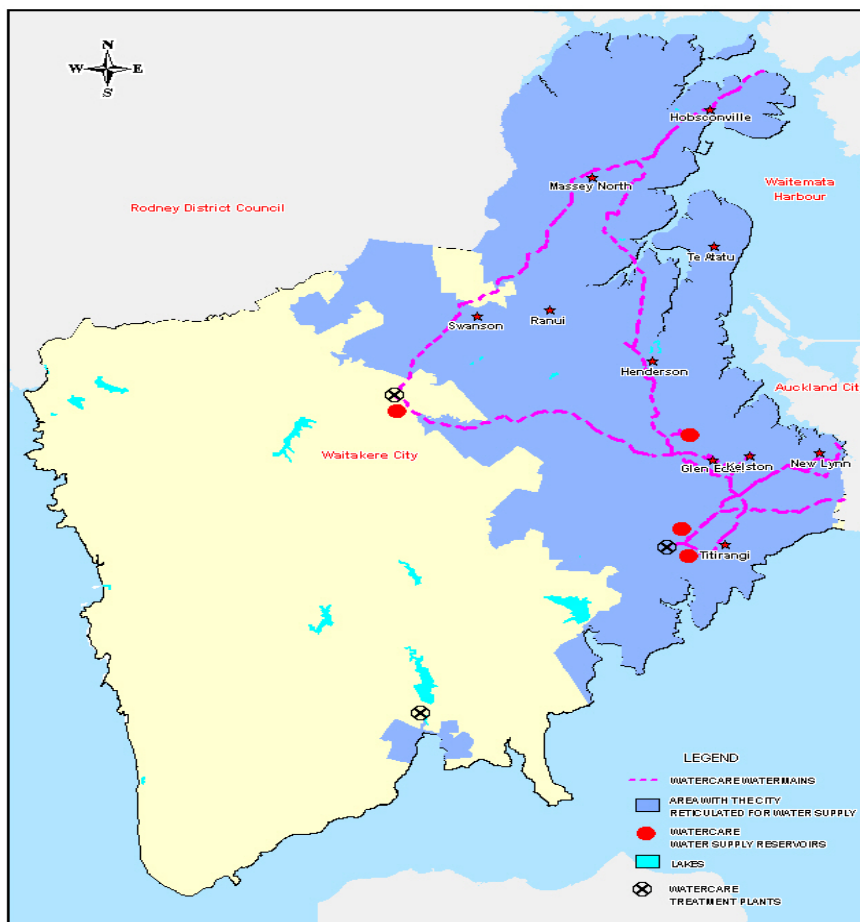 N
W E
S
Hobsconville
Massey North
Waitemata
Harbour
Rodney District Council
Te Atatu
Swanson
Ranui
Henderson
Auckland Cit
Waitakere City
Glen Eden
Kelston
New Lynn
Titirangi
LEGEND
WATERCARE WATERMAINS
AREA WITH THE CITY
RETICULATED FOR WATER SUPPLY
WATERCARE
WATER SUPPLY RESERVOIRS
LAKES
WATERCARE
TREATMENT PLANTS